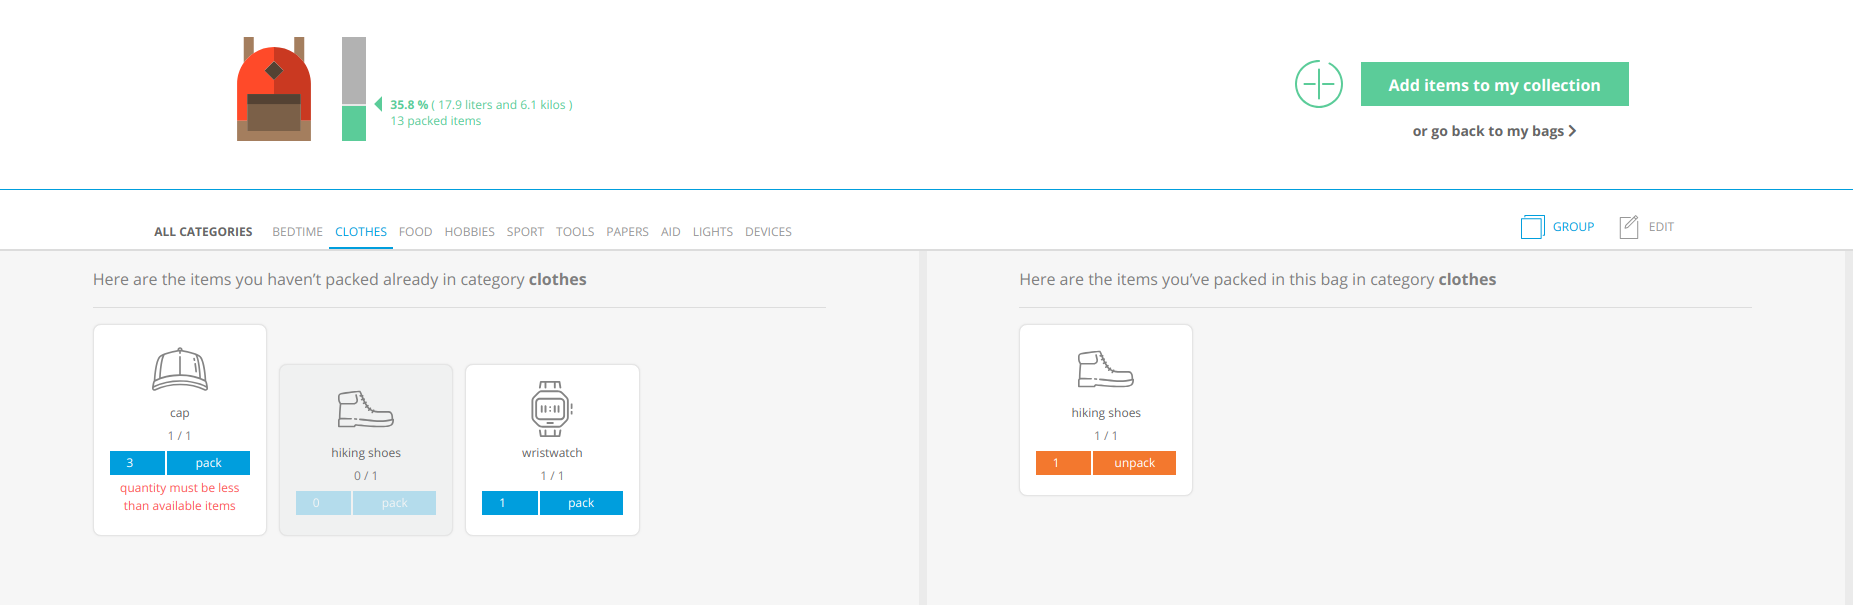 35.8 % ( 17.9 liters and 6.1 kilos )
13 packed items
Add items to my collection
or go back to my bags
ALL CATEGORIES BEDTIME CLOTHES FOOD HOBBIES SPORT TOOLS PAPERS AID LIGHTS DEVICES
GROUP EDIT
Here are the items you haven’t packed already in category clothes
cap
1 / 1
3 pack
quantity must be less
than available items
hiking shoes
0 / 1
0 pack
wristwatch
1 / 1
1 pack
Here are the items you’ve packed in this bag in category clothes
hiking shoes
1 / 1
1 unpack